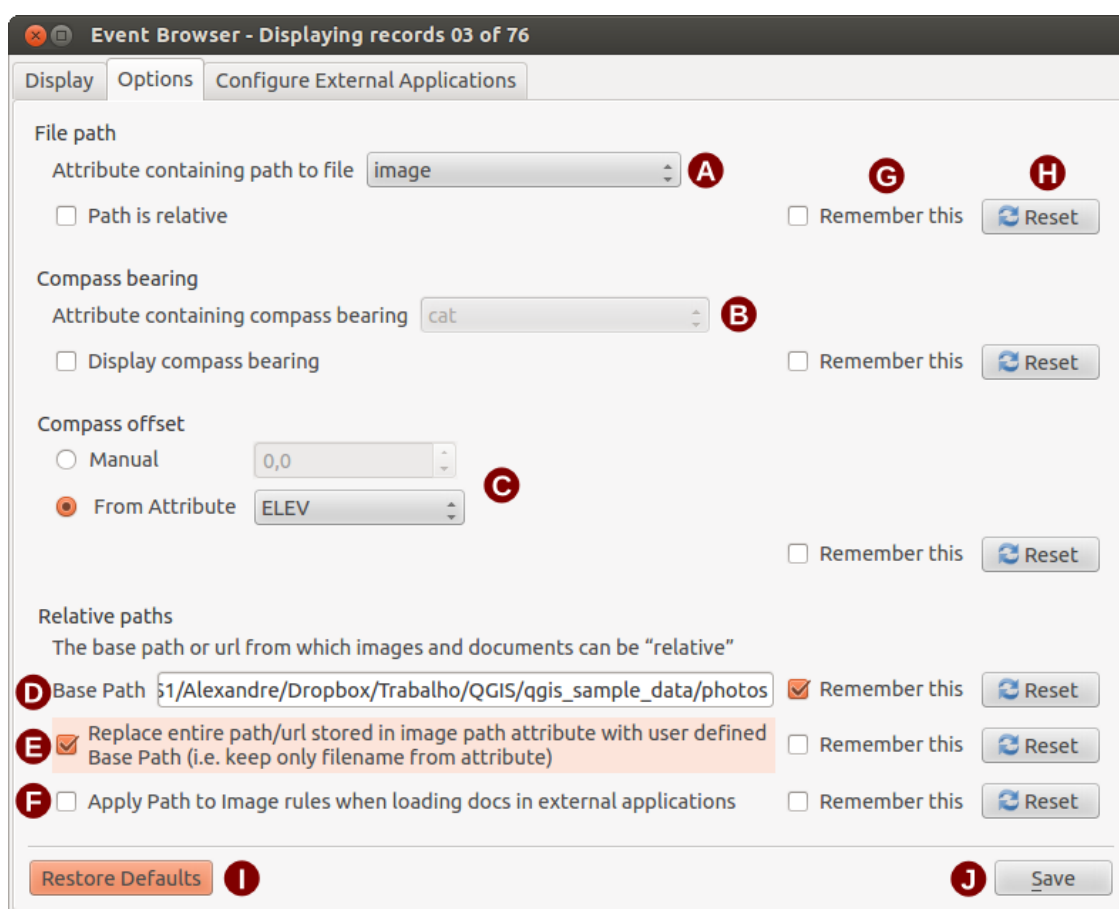 Event Browser - Displaying records 03 of 76
Display Options Configure External Applications
File path
Attribute containing path to file image A G H
Path is relative Remember this Reset
Compass bearing
Attribute containing compass bearing cat B
Display compass bearing Remember this Reset
Compass offset
Manual 0,0
C
From Attribute ELEV
Remember this Reset
Relative paths
The base path or url from which images and documents can be “relative”
D Base Path 51/Alexandre/Dropbox/Trabalho/QGIS/qgis_sample_data/photos Remember this Reset
Replace entire path/url stored in image path attribute with user defined
E Remember this Reset
Base Path (i.e. keep only filename from attribute)
F Apply Path to Image rules when loading docs in external applications Remember this Reset
Restore Defaults I J Save